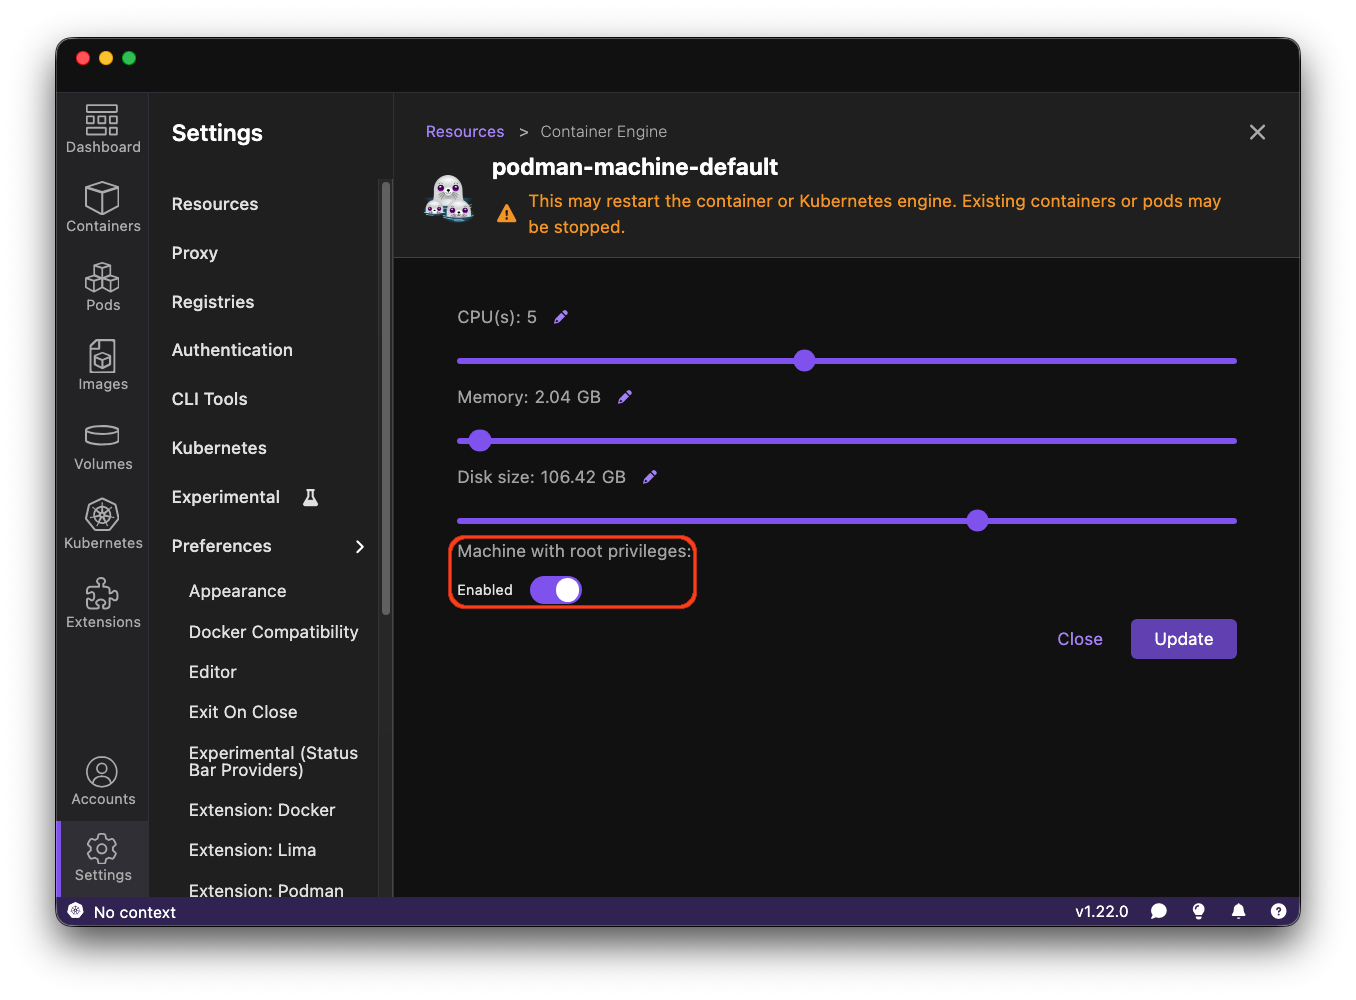 Dashboard
Containers
Pods
Images
Volumes
Kubernetes
Extensions
Accounts
Settings
Settings
Resources
Proxy
Registries
Authentication
CLI Tools
Kubernetes
Experimental
Preferences
Appearance
Docker Compatibility
Editor
Exit On Close
Experimental (Status
Bar Providers)
Extension: Docker
Extension: Lima
Extension: Podman
Resources > Container Engine
podman-machine-default
This may restart the container or Kubernetes engine. Existing containers or pods may
be stopped.
CPU(s): 5
Memory: 2.04 GB
Disk size: 106.42 GB
Machine with root privileges:
Enabled
Close
Update
No context
v1.22.0